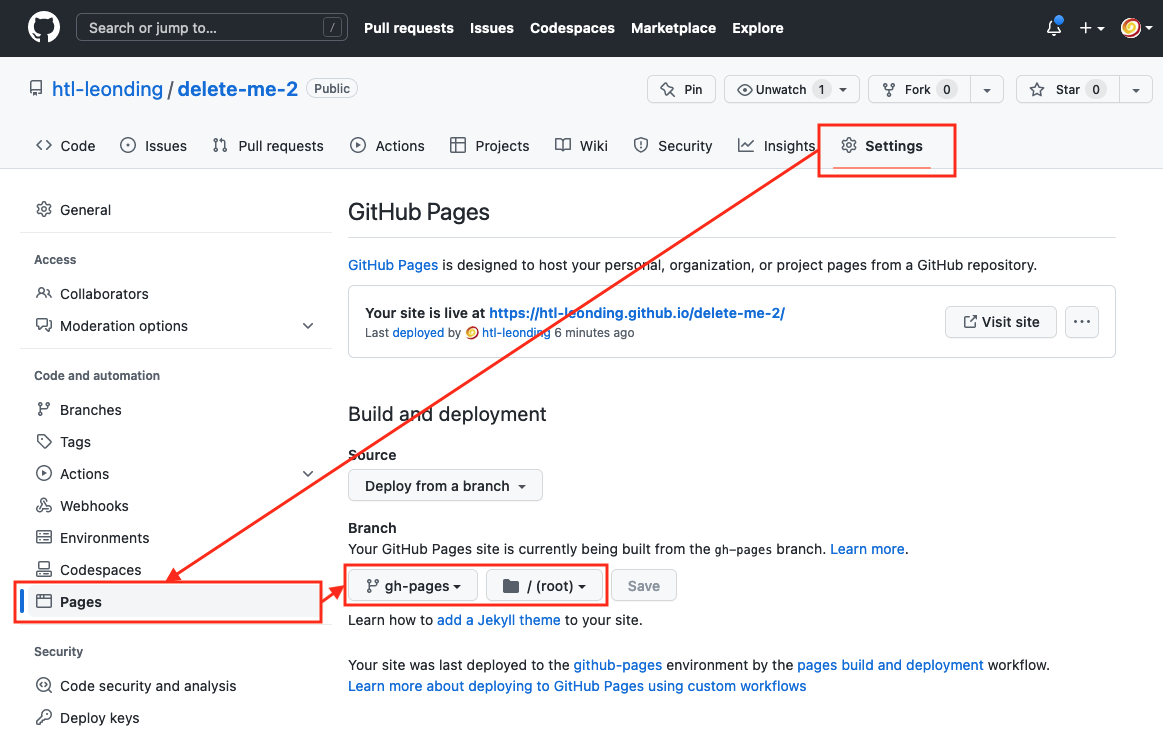 Search or jump to... /
Pull requests Issues Codespaces Marketplace Explore
htl-leonding / delete-me-2 Public
Pin Unwatch 1 Fork 0 Star 0
Code Issues Pull requests Actions Projects Wiki Security Insights Settings
General
Access
Collaborators
Moderation options
Code and automation
Branches
Tags
Actions
Webhooks
Environments
Codespaces
Pages
Security
Code security and analysis
Deploy keys
GitHub Pages
GitHub Pages is designed to host your personal, organization, or project pages from a GitHub repository.
Your site is live at https://htl-leonding.github.io/delete-me-2/
Last deployed by htl-leonding 6 minutes ago
Visit site
Build and deployment
Source
Deploy from a branch
Branch
Your GitHub Pages site is currently being built from the gh-pages branch. Learn more.
gh-pages / (root) Save
Learn how to add a Jekyll theme to your site.
Your site was last deployed to the github-pages environment by the pages build and deployment workflow.
Learn more about deploying to GitHub Pages using custom workflows